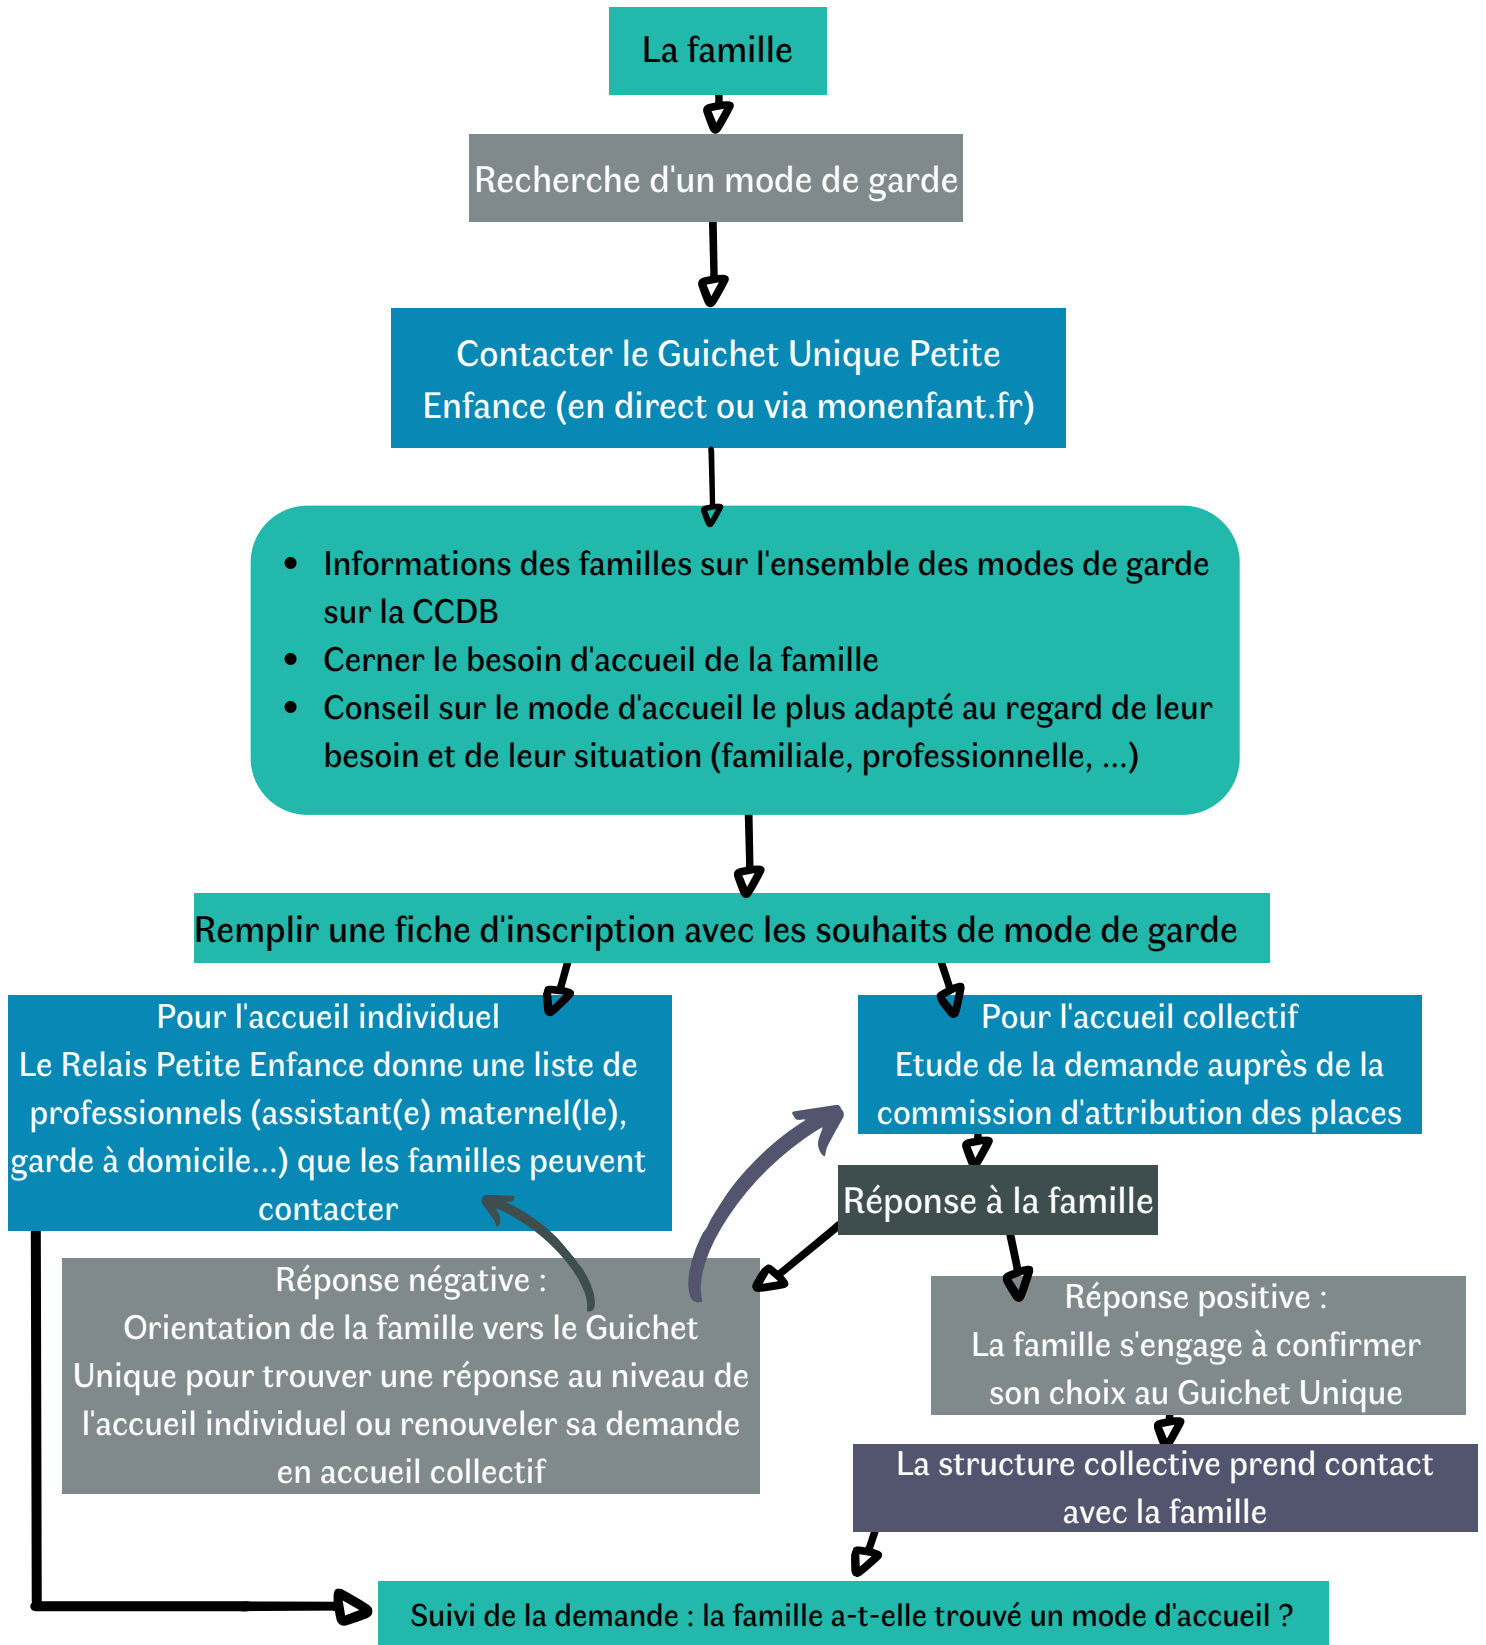 La famille
Recherche d'un mode de garde
Contacter le Guichet Unique Petite
Enfance (en direct ou via monenfant.fr)
• Informations des familles sur l'ensemble des modes de garde
sur la CCDB
• Cerner le besoin d'accueil de la famille
• Conseil sur le mode d'accueil le plus adapté au regard de leur
besoin et de leur situation (familiale, professionnelle, ...)
Remplir une fiche d'inscription avec les souhaits de mode de garde
Pour l'accueil individuel
Le Relais Petite Enfance donne une liste de
professionnels (assistant(e) maternel(le),
garde à domicile...) que les familles peuvent
contacter
Pour l'accueil collectif
Etude de la demande auprès de la
commission d'attribution des places
Réponse à la famille
Réponse négative :
Orientation de la famille vers le Guichet
Unique pour trouver une réponse au niveau de
l'accueil individuel ou renouveler sa demande
en accueil collectif
Réponse positive :
La famille s'engage à confirmer
son choix au Guichet Unique
La structure collective prend contact
avec la famille
Suivi de la demande : la famille a-t-elle trouvé un mode d'accueil ?